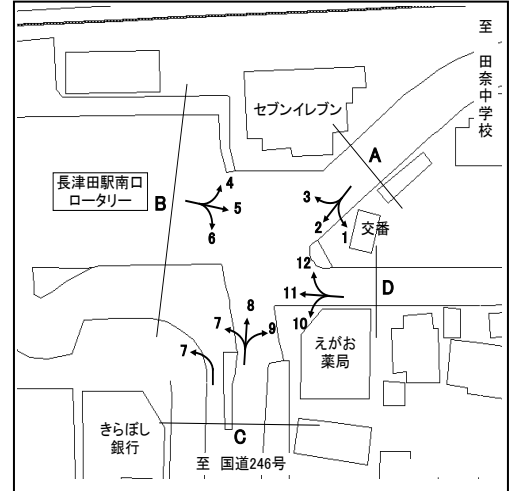 至
田奈中学校
セブンイレブン
A
長津田駅南口
ロータリー
B
4
5
6
3
2
1
交番
12
11
10
D
8
7
9
7
えがお
薬局
きらぼし
銀行
C
至 国道246号